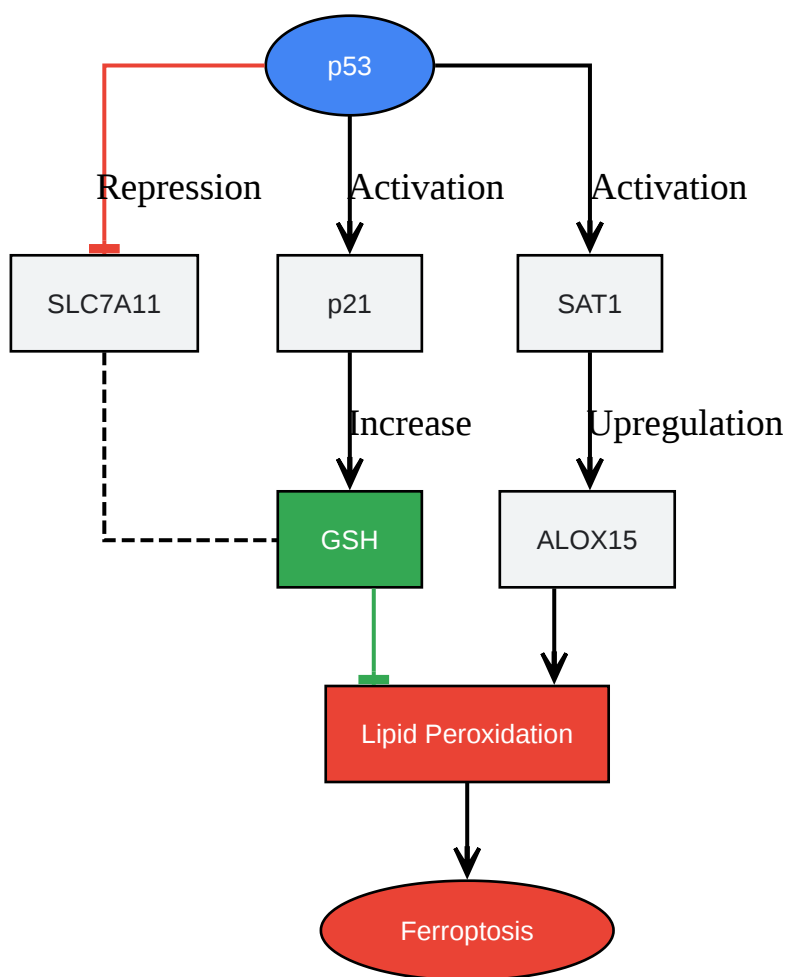 p53
Repression
Activation
Activation
SLC7A11
p21
SAT1
Increase
Upregulation
GSH
ALOX15
Lipid Peroxidation
Ferroptosis